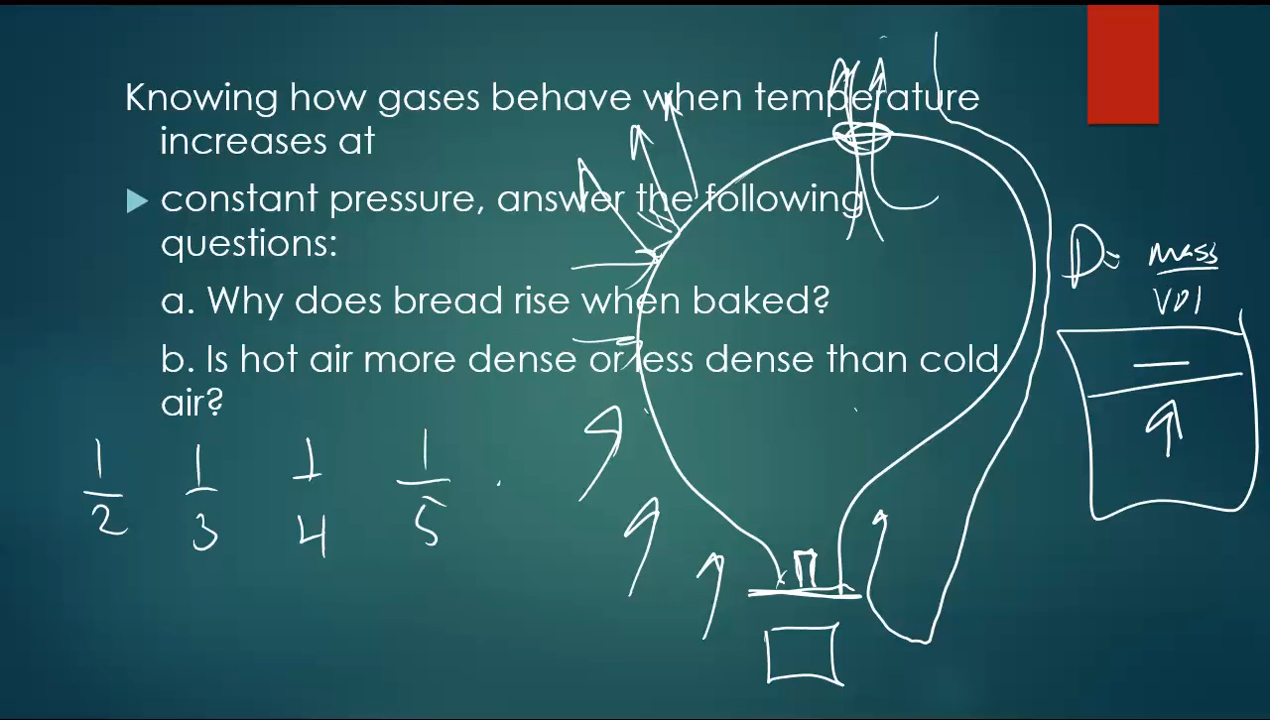 Knowing how gases behave when temperature
increases at
constant pressure, answer the following
questions:
a. Why does bread rise when baked?
b. Is hot air more dense or less dense than cold
air?
D = mass
vol
1 1 1 1
2 3 4 5